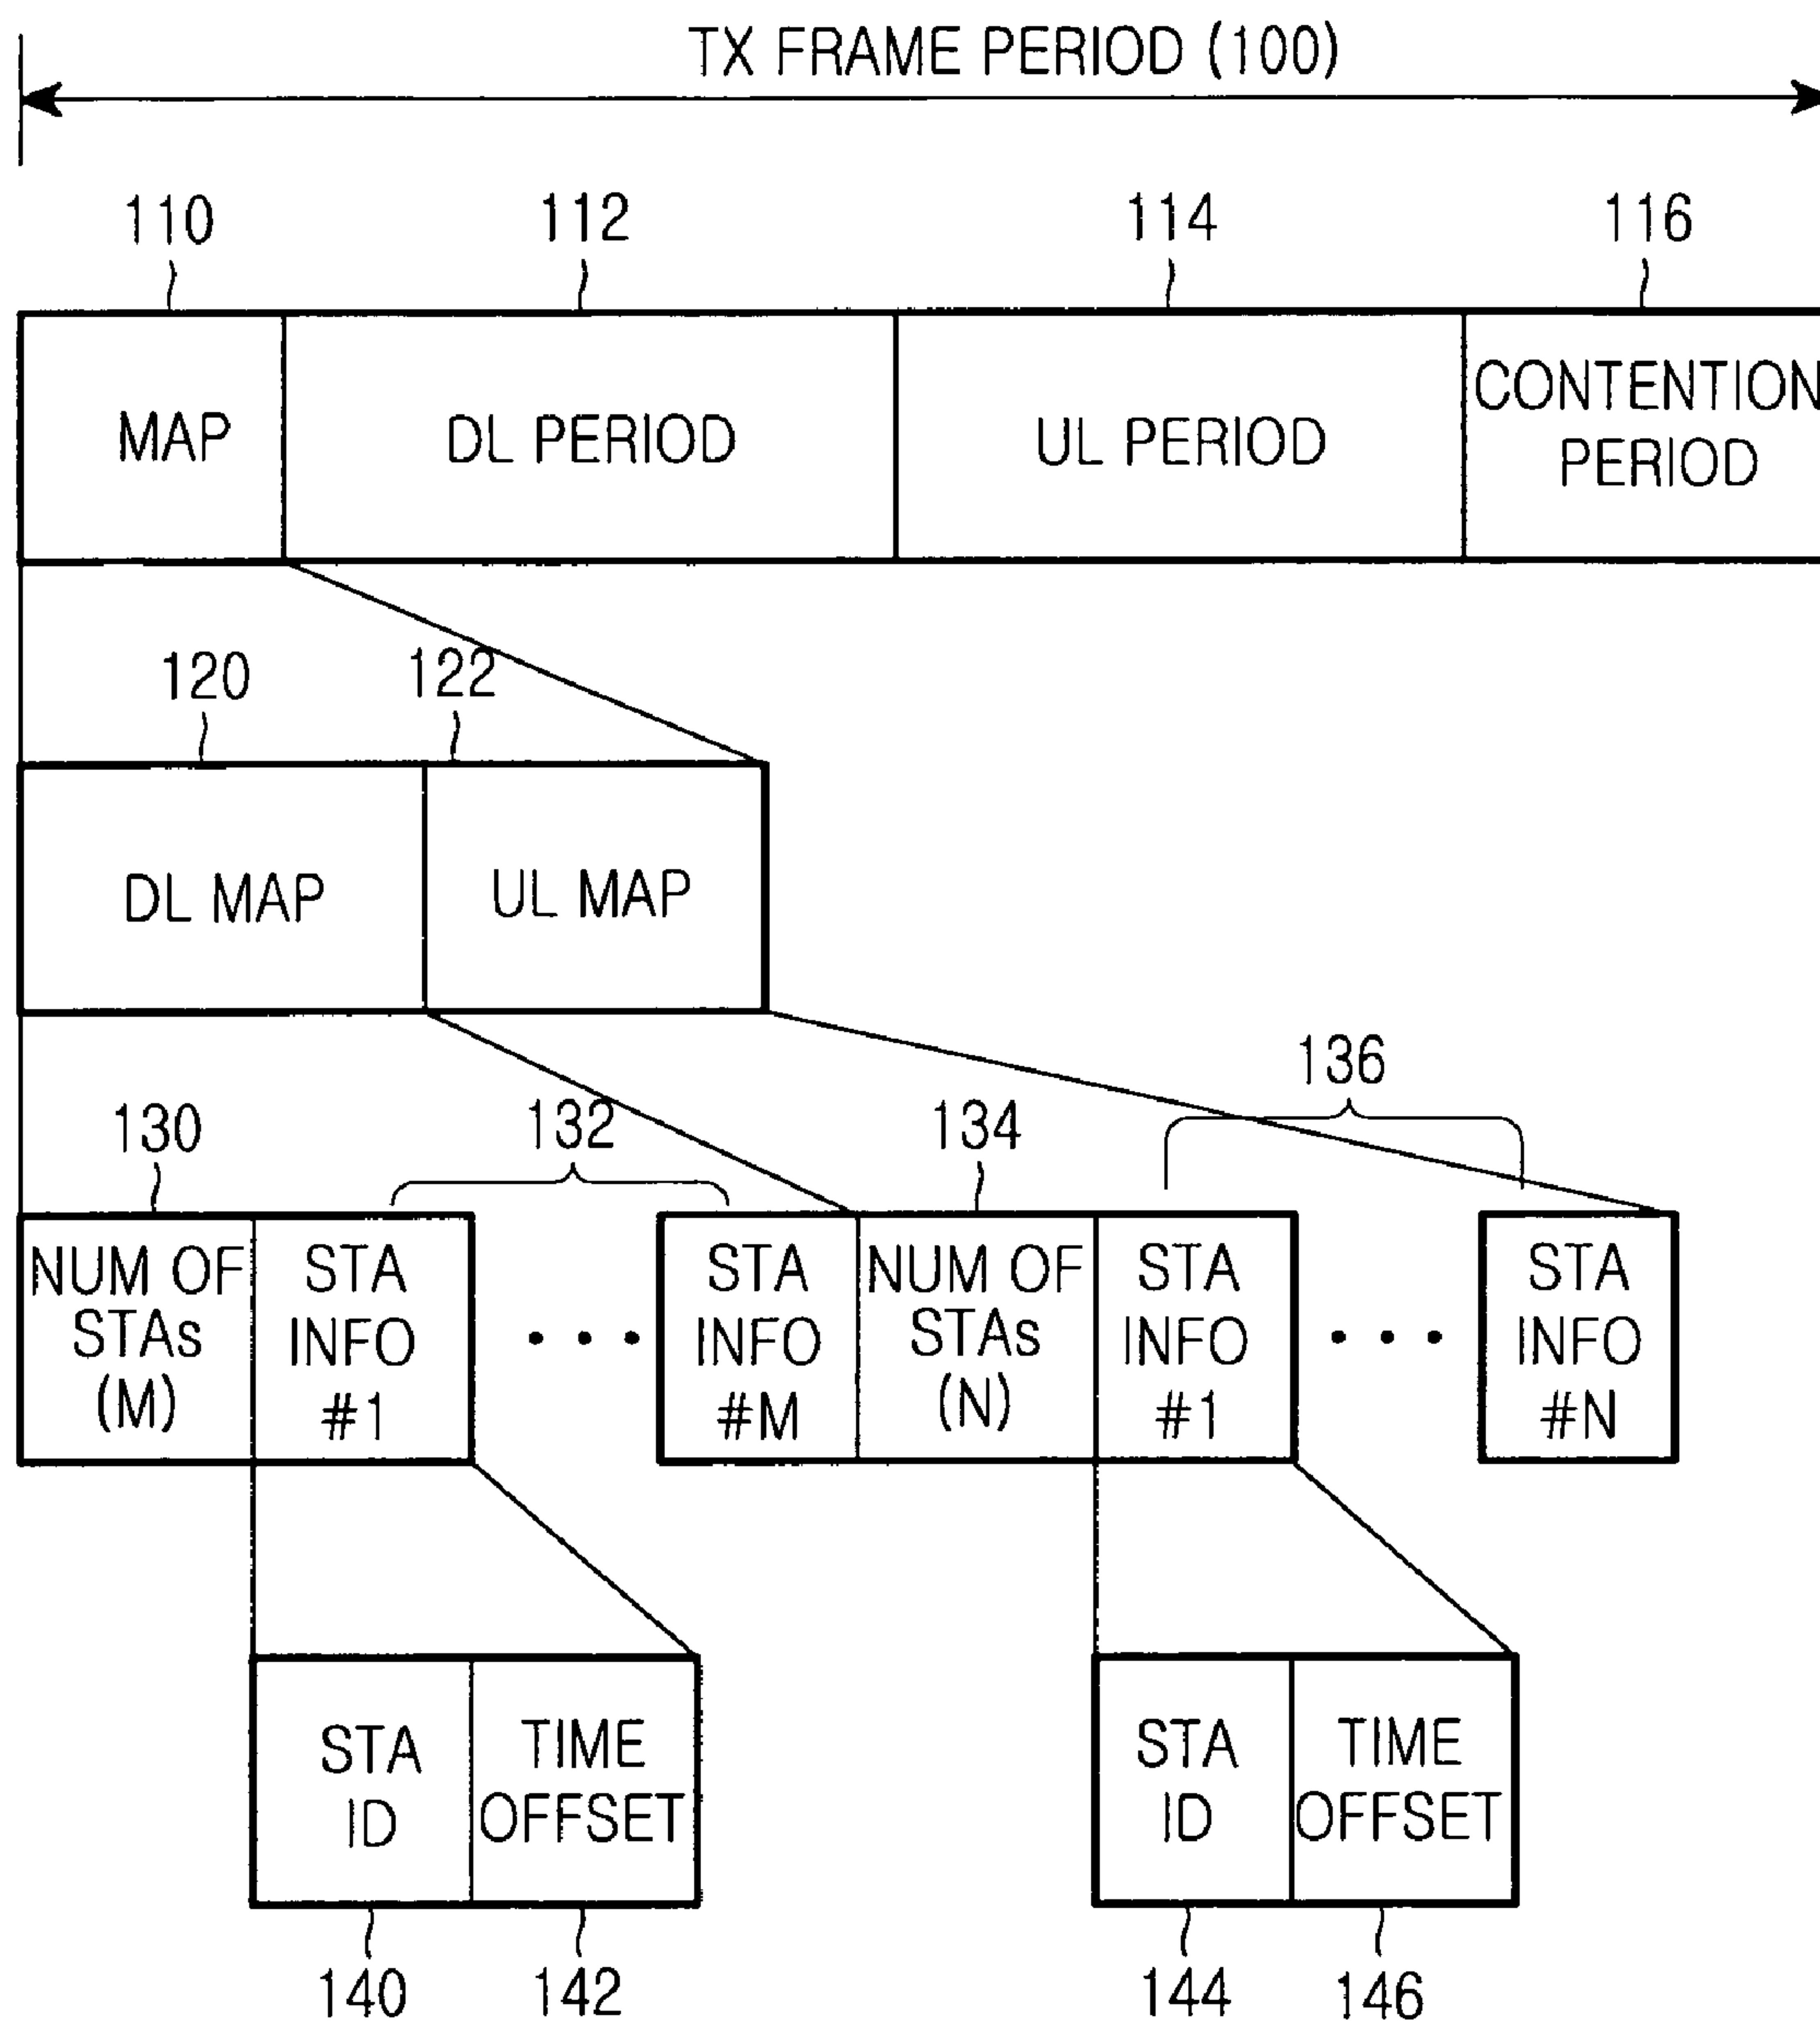 TX FRAME PERIOD (100)
110
112
114
116
MAP
DL PERIOD
UL PERIOD
CONTENTION
PERIOD
120
122
DL MAP
UL MAP
136
130
132
134
NUM OF
STAs
(M)
STA
INFO
#1
STA
INFO
#M
NUM OF
STAs
(N)
STA
INFO
#1
STA
INFO
#N
STA
ID
TIME
OFFSET
STA
ID
TIME
OFFSET
140
142
144
146